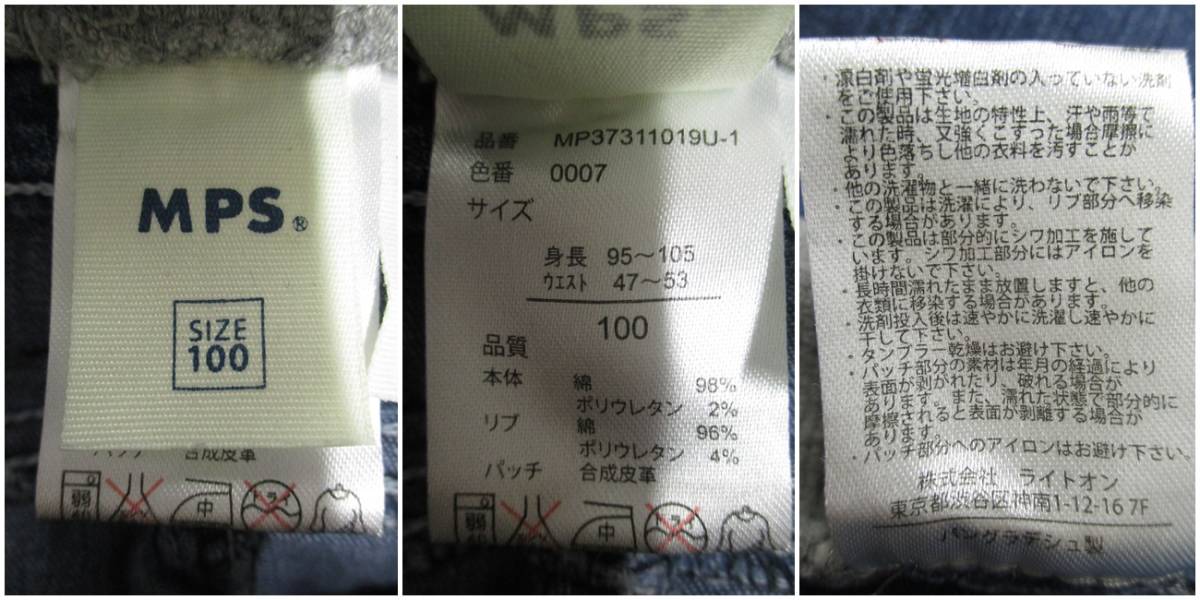 MPS®
SIZE
100
パッチ 合成皮革
弱
40
中
品番 MP37311019U-1
色番 0007
サイズ
身長 95～105
ウエスト 47～53
100
品質
本体 綿 98%
ポリウレタン 2%
リブ 綿 96%
ポリウレタン 4%
パッチ 合成皮革
弱
40
中
・漂白剤や蛍光増白剤の入っていない洗剤
をご使用下さい。
・この製品は生地の特性上、汗や雨等で
濡れた時、又強くこすった場合摩擦に
より色落ちし他の衣料を汚すことが
あります。
・他の洗濯物と一緒に洗わないで下さい。
・この製品は洗濯により、リブ部分へ移染
する場合があります。
・この製品は部分的にシワ加工を施して
います。シワ加工部分にはアイロンを
掛けないで下さい。
・長時間濡れたまま放置しますと、他の
衣類に移染する場合があります。
・洗剤投入後は速やかに洗濯し速やかに
干して下さい。
・タンブラー乾燥はお避け下さい。
・パッチ部分の素材は年月の経過により
表面が剥がれたり、破れる場合が
あります。また、濡れた状態で部分的に
摩擦されると表面が剥離する場合が
あります。
・パッチ部分へのアイロンはお避け下さい。
株式会社 ライトオン
東京都渋谷区神南1-12-16 7F
バングラデシュ製